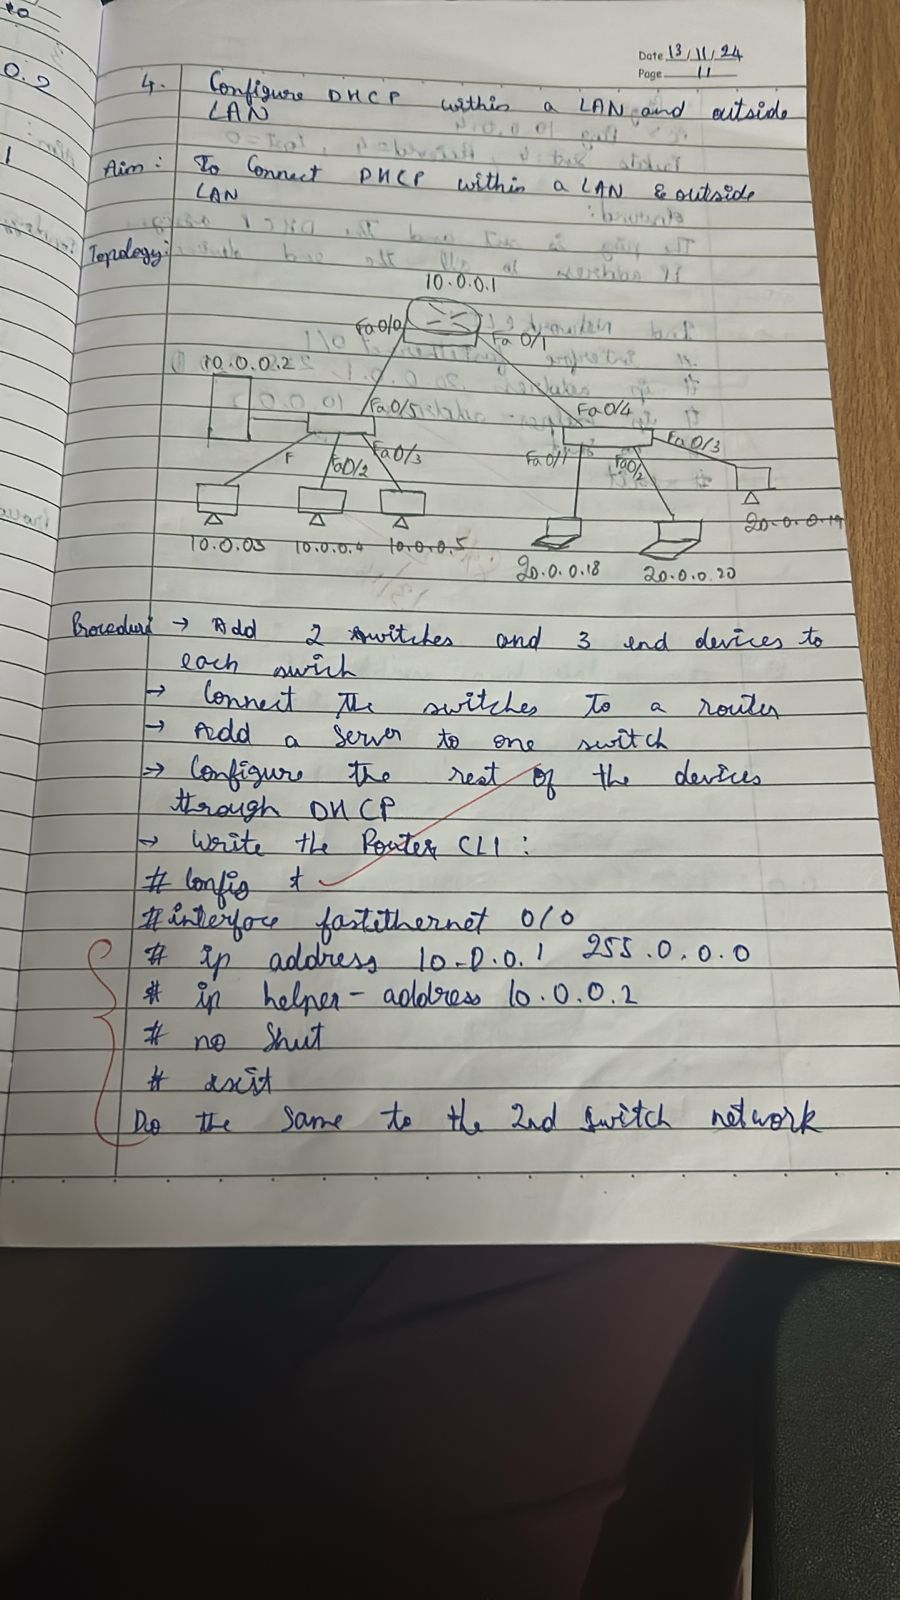 to
0.2
1
Date 13/11/24
Page 11
4. Configure DHCP within a LAN and outside
LAN
Aim: To Connect DHCP within a LAN & outside
LAN
Topology:
10.0.0.1
Fa0/0 Fa 0/1
10.0.0.2
Fa0/5 Fa0/4
F Fa0/2 Fa0/3 Fa0/1 Fa0/2 Fa0/3
10.0.03 10.0.0.4 10.0.0.5 20.0.0.18 20.0.0.20 20.0.0.19
Procedure → Add 2 switches and 3 end devices to
each swich
→ Connect the switches to a router
→ Add a server to one switch
→ Configure the rest of the devices
through DHCP
→ Write the Router CLI :
# Config t
# interface fastethernet 0/0
# ip address 10.0.0.1 255.0.0.0
# ip helper-address 10.0.0.2
# no shut
# exit
Do the same to the 2nd switch network